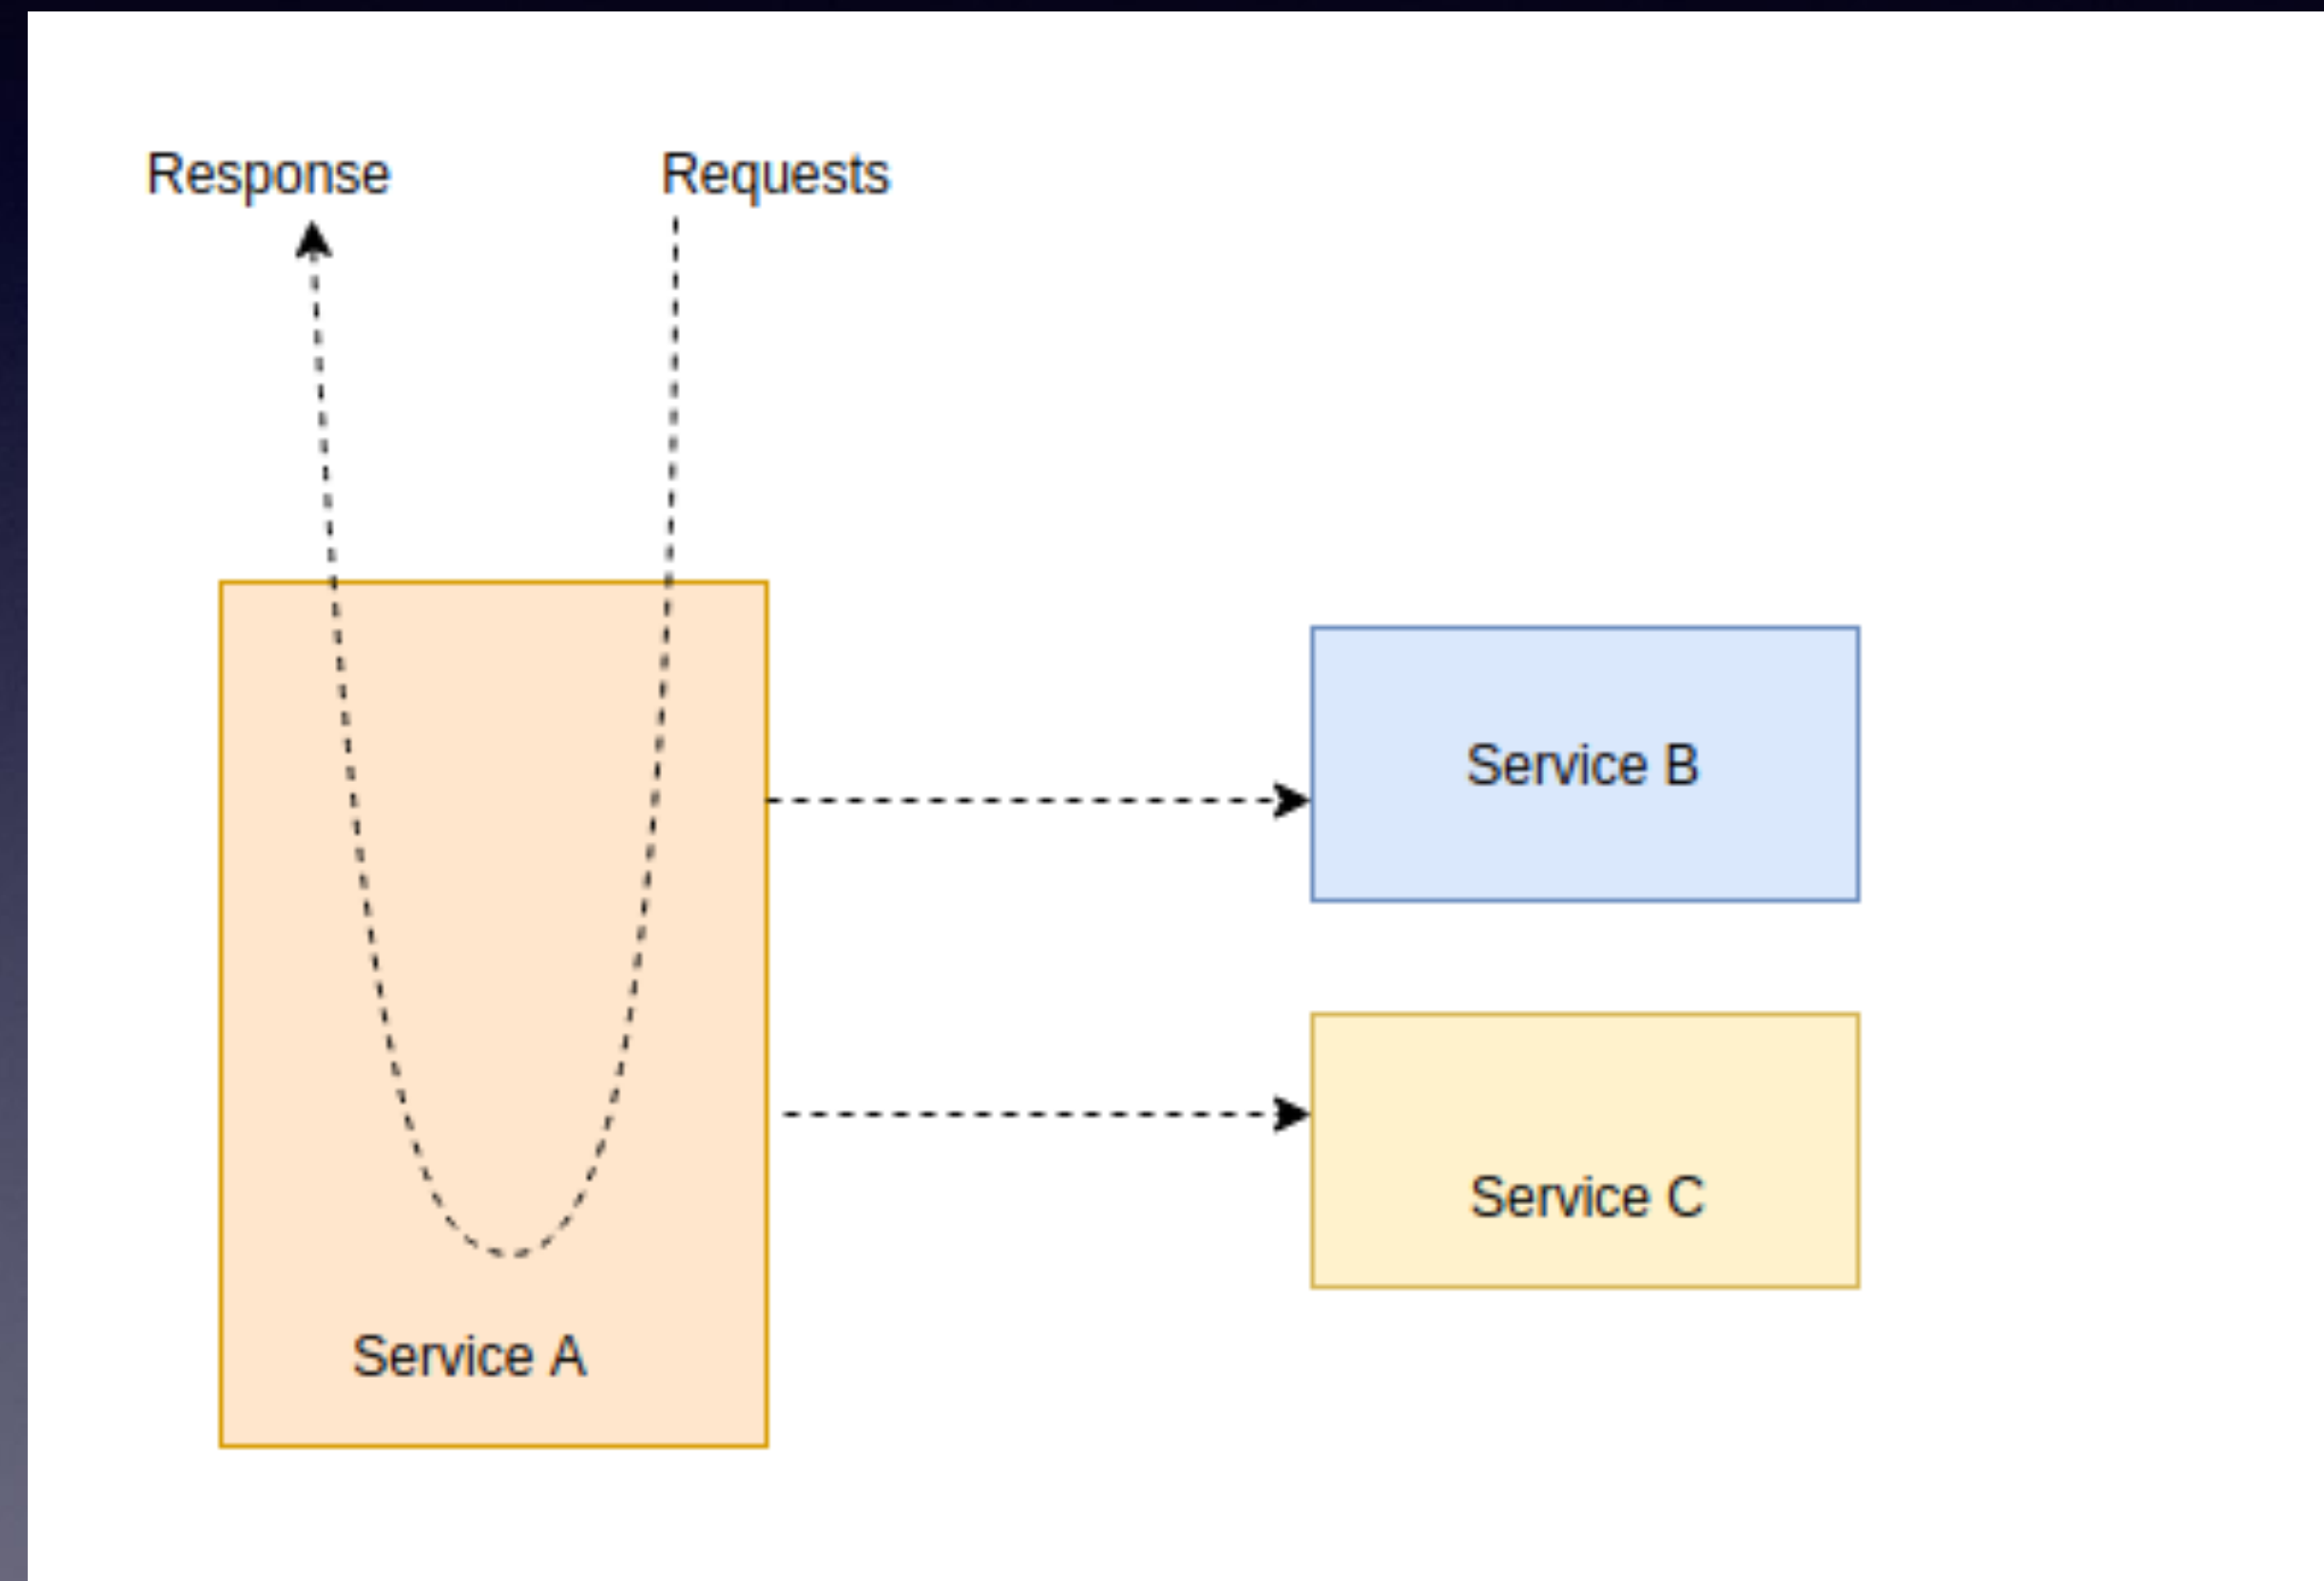 Response
Requests
Service B
Service C
Service A